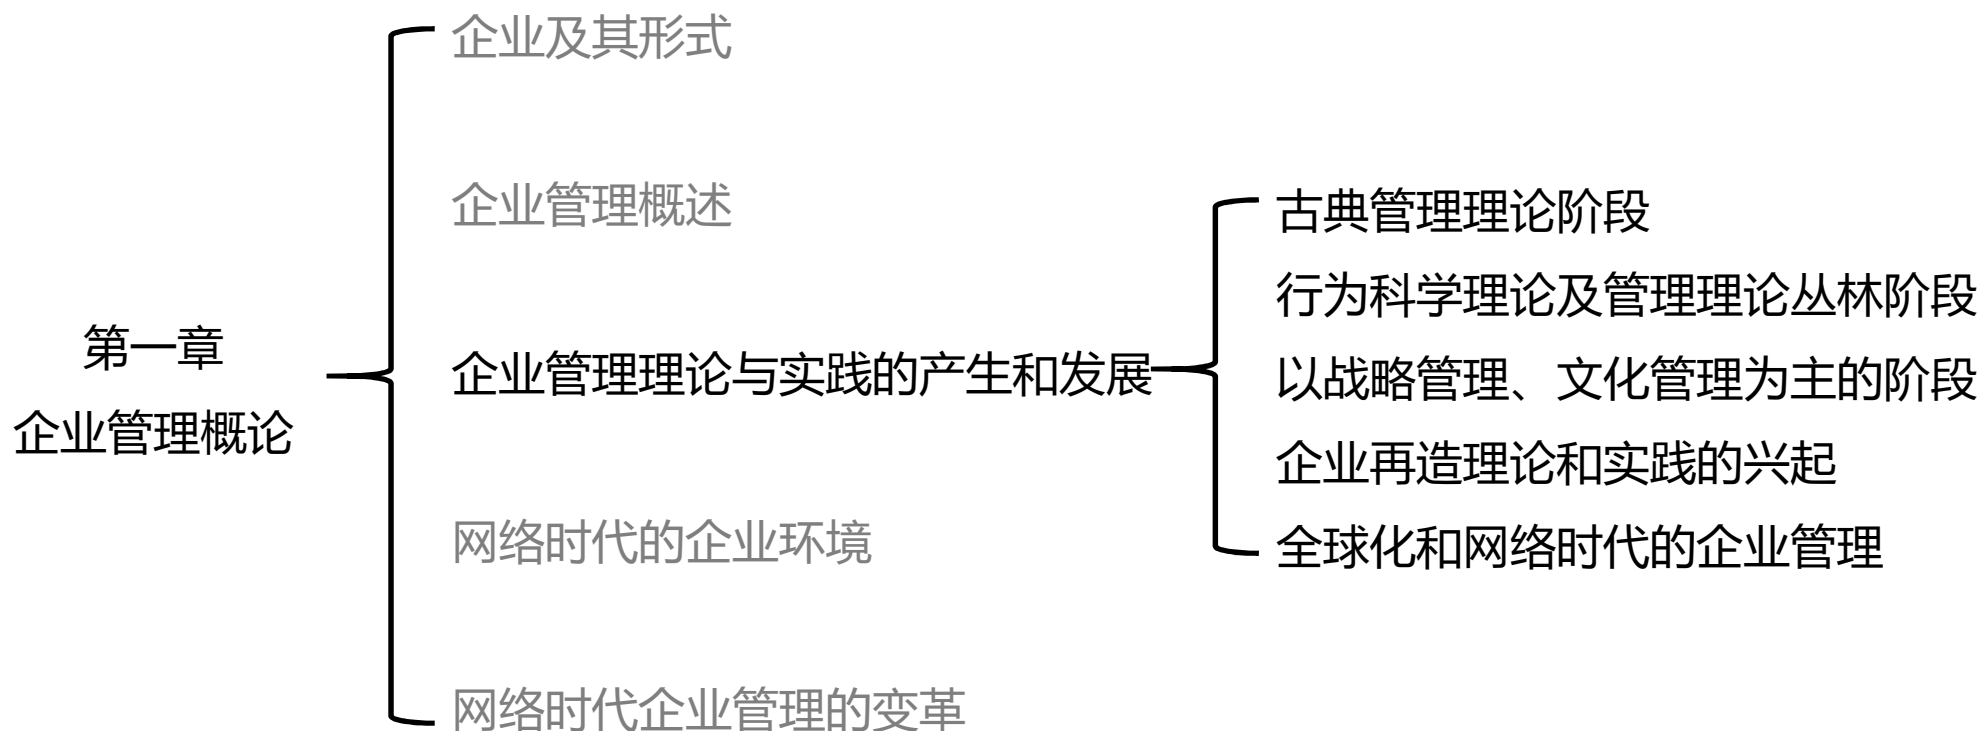 第一章
企业管理概论
企业及其形式
企业管理概述
企业管理理论与实践的产生和发展
网络时代的企业环境
网络时代企业管理的变革
古典管理理论阶段
行为科学理论及管理理论丛林阶段
以战略管理、文化管理为主的阶段
企业再造理论和实践的兴起
全球化和网络时代的企业管理